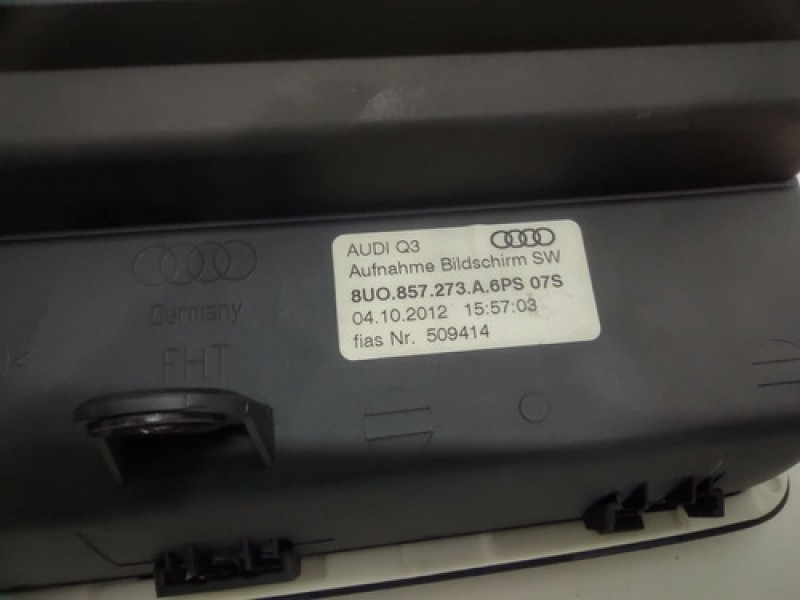 AUDI Q3
Aufnahme Bildschirm SW
8UO.857.273.A.6PS 07S
04.10.2012 15:57:03
fias Nr. 509414
Germany
FHT